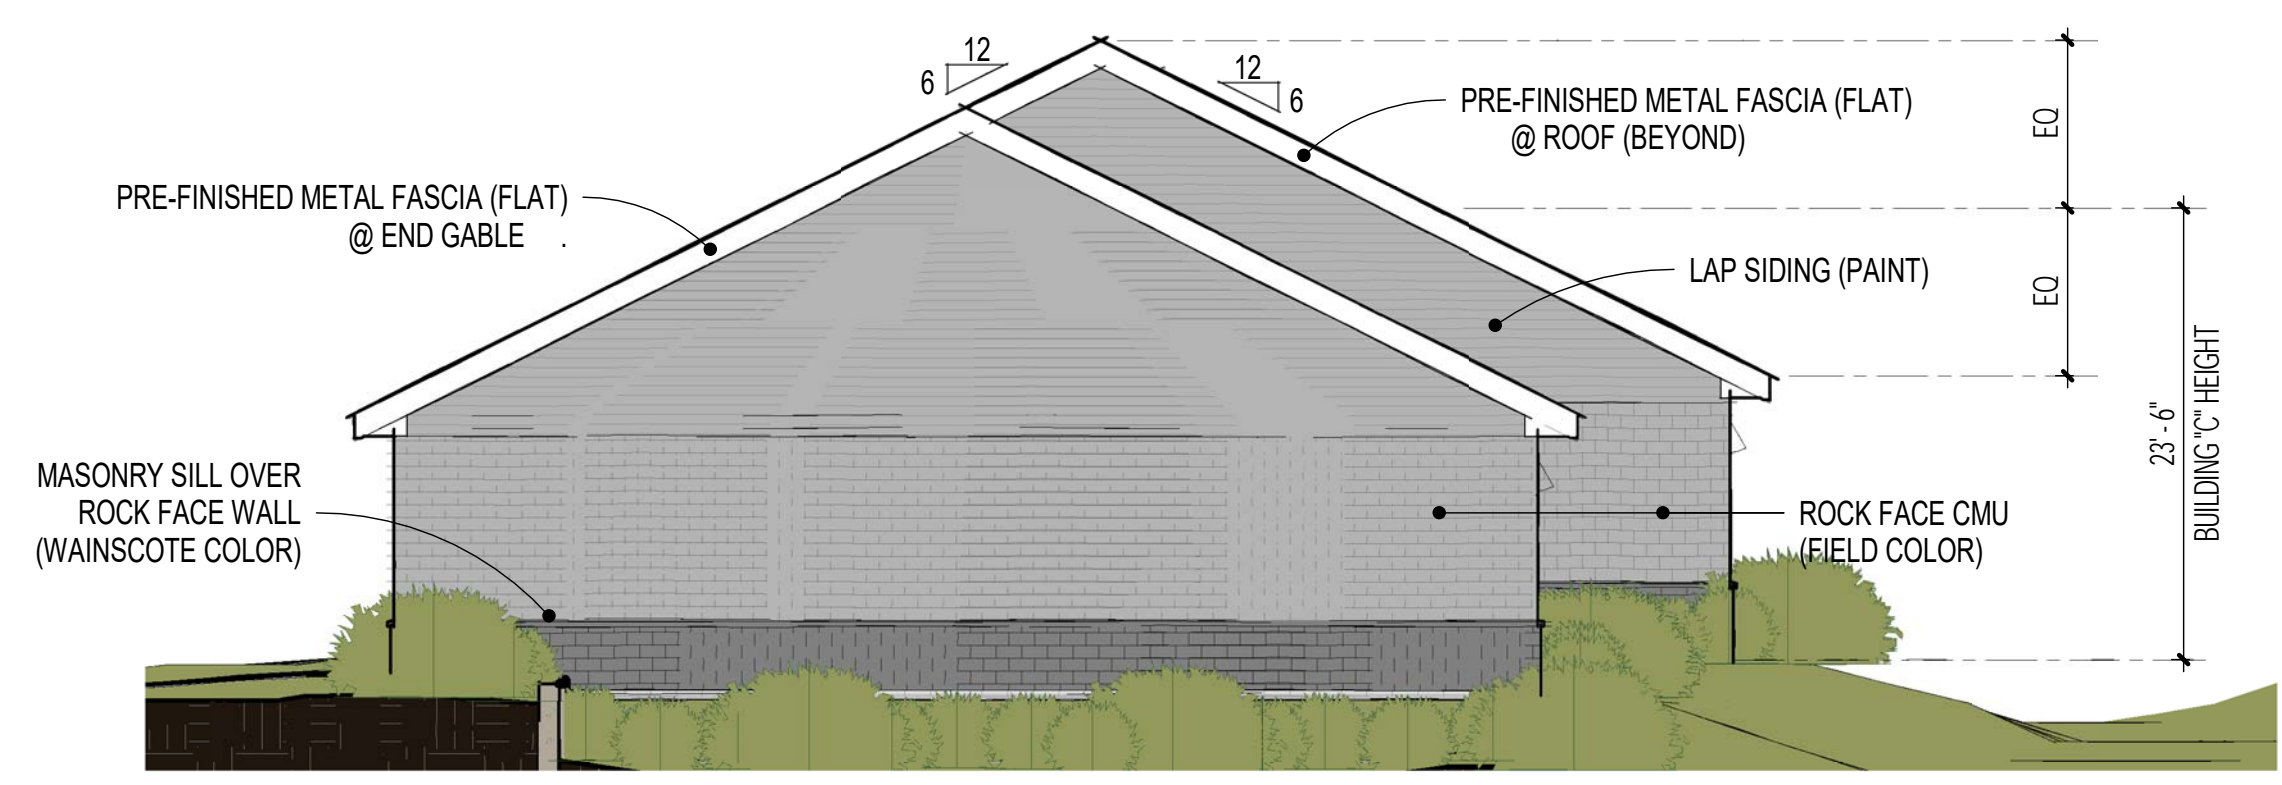 12
6
12
6
PRE-FINISHED METAL FASCIA (FLAT)
@ ROOF (BEYOND)
EQ
PRE-FINISHED METAL FASCIA (FLAT)
@ END GABLE .
LAP SIDING (PAINT)
EQ
23' - 6"
BUILDING "C" HEIGHT
MASONRY SILL OVER
ROCK FACE WALL
(WAINSCOTE COLOR)
ROCK FACE CMU
(FIELD COLOR)